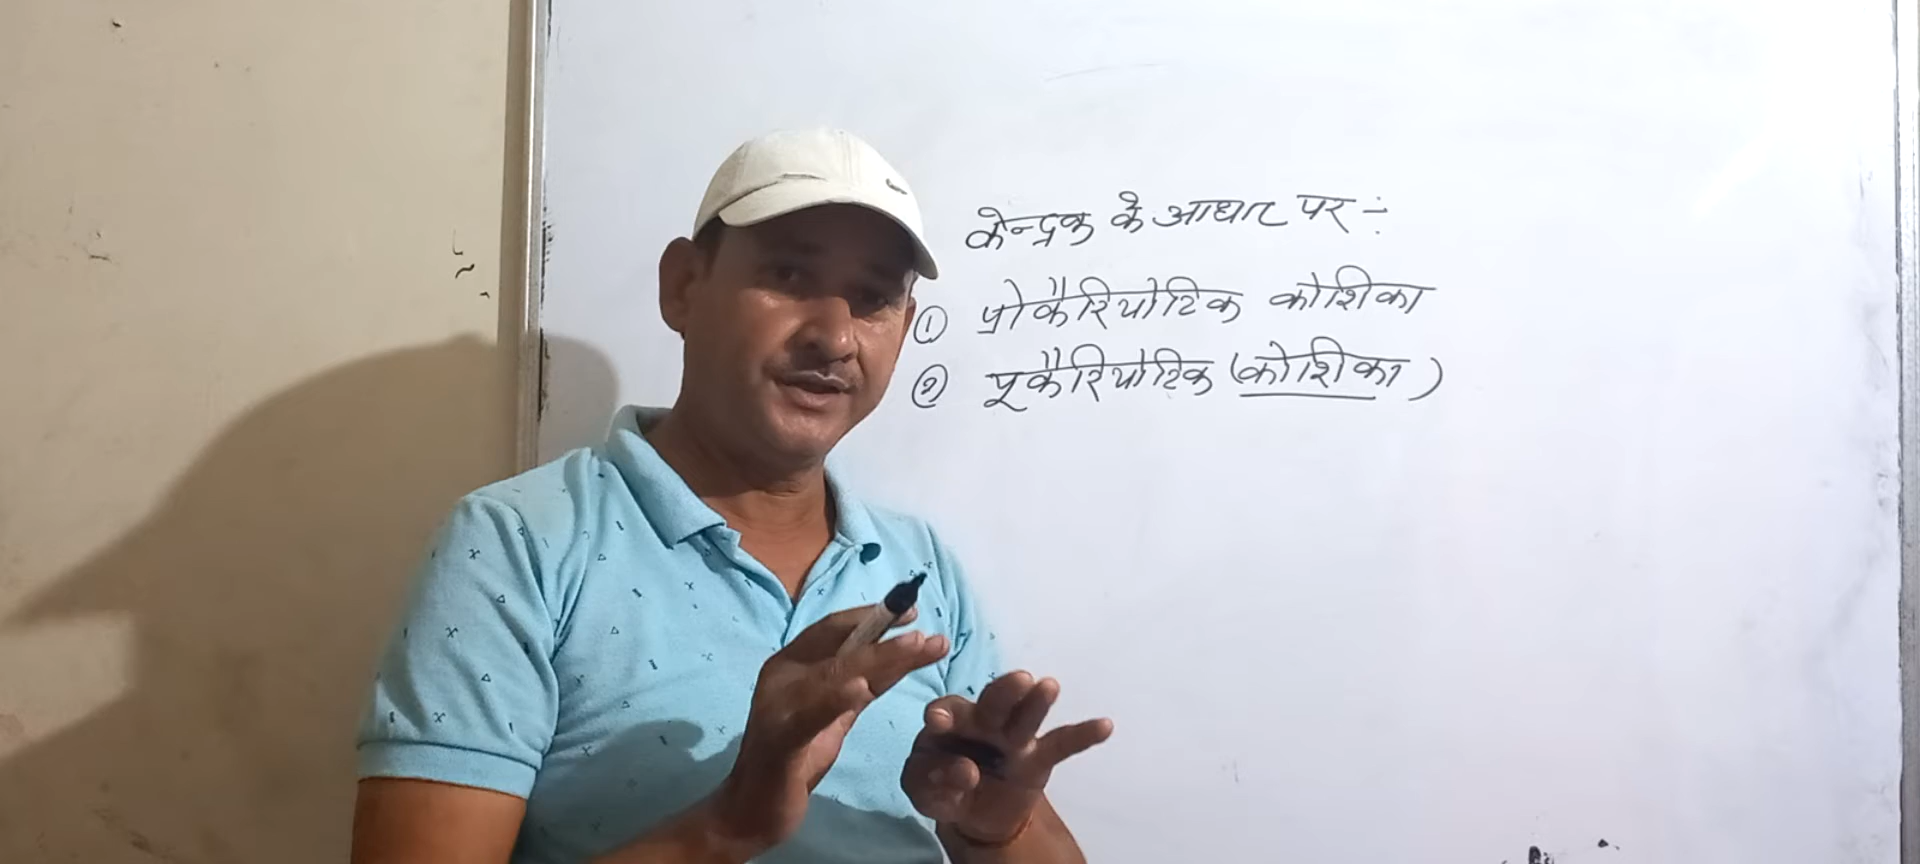 केन्द्रक के आधार पर :-
① प्रोकैरियोटिक कोशिका
② यूकैरियोटिक (कोशिका)